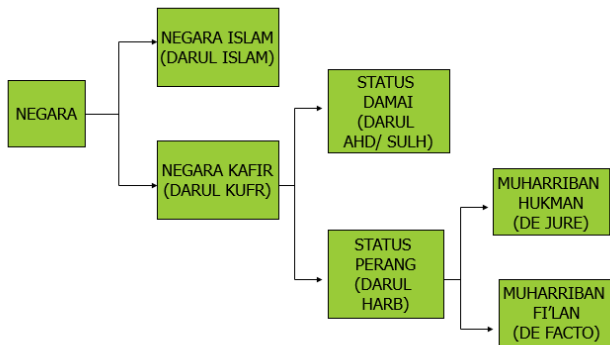 NEGARA
NEGARA ISLAM
(DARUL ISLAM)
NEGARA KAFIR
(DARUL KUFR)
STATUS
DAMAI
(DARUL
AHD/ SULH)
STATUS
PERANG
(DARUL
HARB)
MUHARRIBAN
HUKMAN
(DE JURE)
MUHARRIBAN
FI’LAN
(DE FACTO)